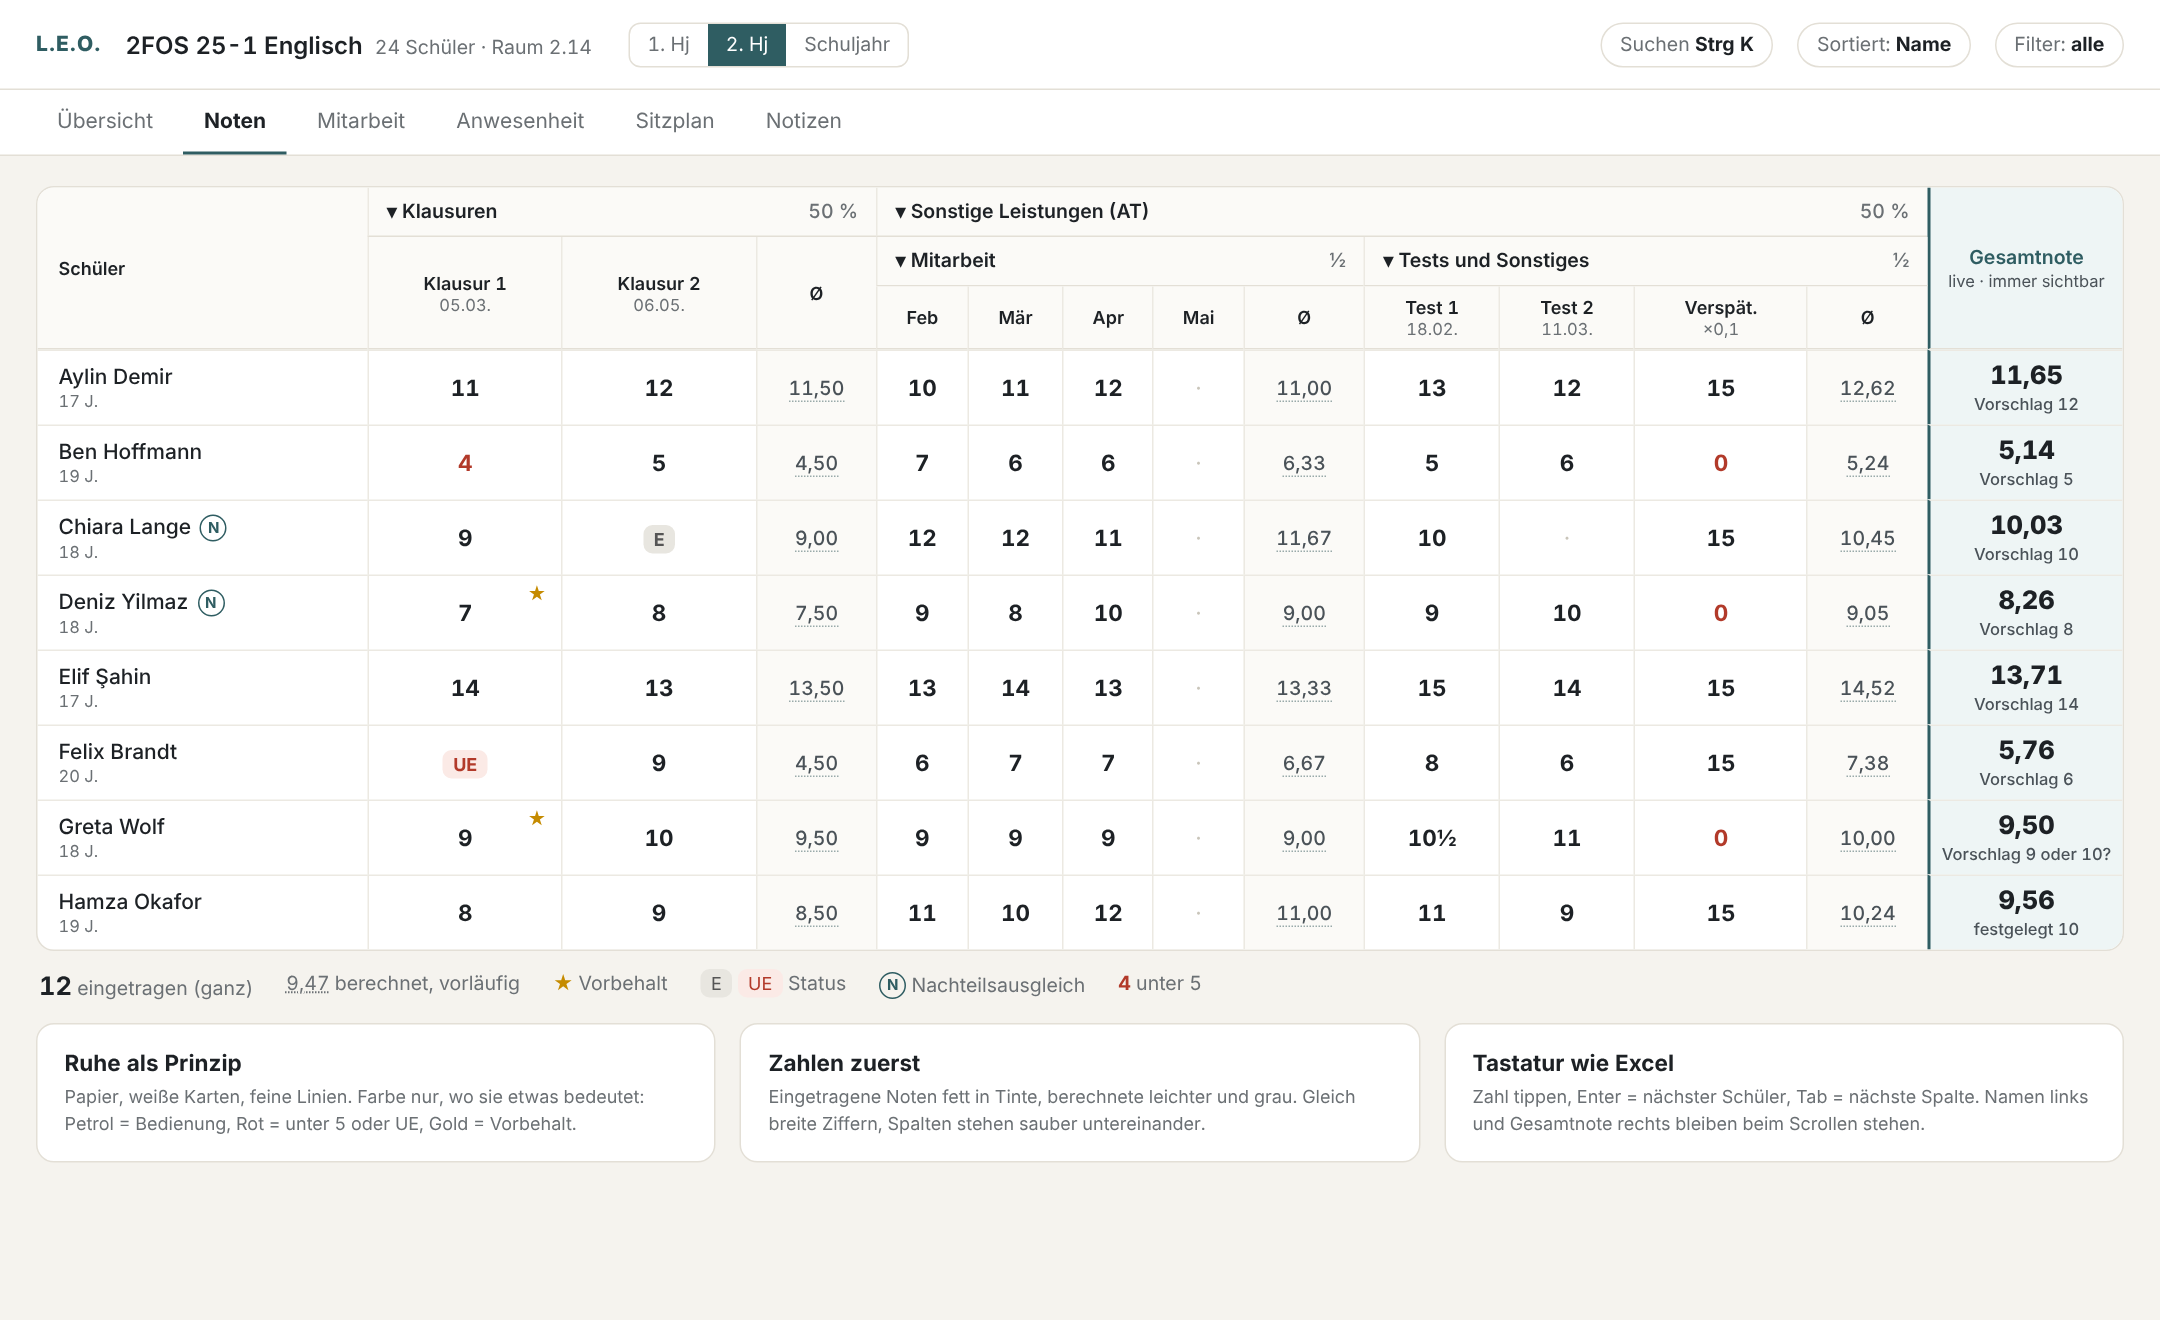 L.E.O. 2FOS 25-1 Englisch 24 Schüler · Raum 2.14 1. Hj 2. Hj Schuljahr Suchen Strg K Sortiert: Name Filter: alle
Übersicht Noten Mitarbeit Anwesenheit Sitzplan Notizen
▾ Klausuren 50 % ▾ Sonstige Leistungen (AT) 50 %
Schüler ▾ Mitarbeit ½ ▾ Tests und Sonstiges ½ Gesamtnote
live · immer sichtbar
Klausur 1 Klausur 2 Ø Feb Mär Apr Mai Ø Test 1 Test 2 Verspät. Ø
05.03. 06.05. 18.02. 11.03. ×0,1
Aylin Demir 11 12 11,50 10 11 12 · 11,00 13 12 15 12,62 11,65
17 J. Vorschlag 12
Ben Hoffmann 4 5 4,50 7 6 6 · 6,33 5 6 0 5,24 5,14
19 J. Vorschlag 5
Chiara Lange N 9 E 9,00 12 12 11 · 11,67 10 · 15 10,45 10,03
18 J. Vorschlag 10
Deniz Yilmaz N 7 ★ 8 7,50 9 8 10 · 9,00 9 10 0 9,05 8,26
18 J. Vorschlag 8
Elif Şahin 14 13 13,50 13 14 13 · 13,33 15 14 15 14,52 13,71
17 J. Vorschlag 14
Felix Brandt UE 9 4,50 6 7 7 · 6,67 8 6 15 7,38 5,76
20 J. Vorschlag 6
Greta Wolf 9 ★ 10 9,50 9 9 9 · 9,00 10½ 11 0 10,00 9,50
18 J. Vorschlag 9 oder 10?
Hamza Okafor 8 9 8,50 11 10 12 · 11,00 11 9 15 10,24 9,56
19 J. festgelegt 10
12 eingetragen (ganz) 9,47 berechnet, vorläufig ★ Vorbehalt E UE Status N Nachteilsausgleich 4 unter 5
Ruhe als Prinzip
Papier, weiße Karten, feine Linien. Farbe nur, wo sie etwas bedeutet:
Petrol = Bedienung, Rot = unter 5 oder UE, Gold = Vorbehalt.
Zahlen zuerst
Eingetragene Noten fett in Tinte, berechnete leichter und grau. Gleich
breite Ziffern, Spalten stehen sauber untereinander.
Tastatur wie Excel
Zahl tippen, Enter = nächster Schüler, Tab = nächste Spalte. Namen links
und Gesamtnote rechts bleiben beim Scrollen stehen.